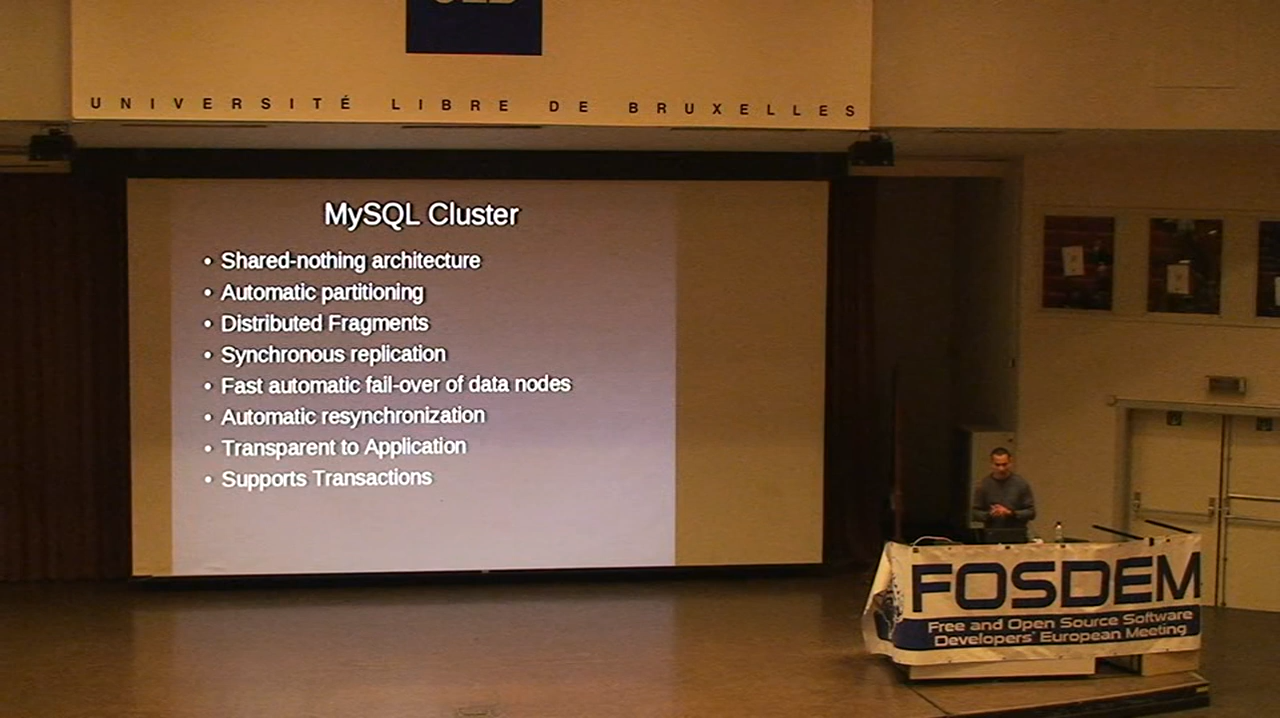 UNIVERSITÉ LIBRE DE BRUXELLES
MySQL Cluster
• Shared-nothing architecture
• Automatic partitioning
• Distributed Fragments
• Synchronous replication
• Fast automatic fail-over of data nodes
• Automatic resynchronization
• Transparent to Application
• Supports Transactions
FOSDEM
Free and Open Source Software
Developers' European Meeting